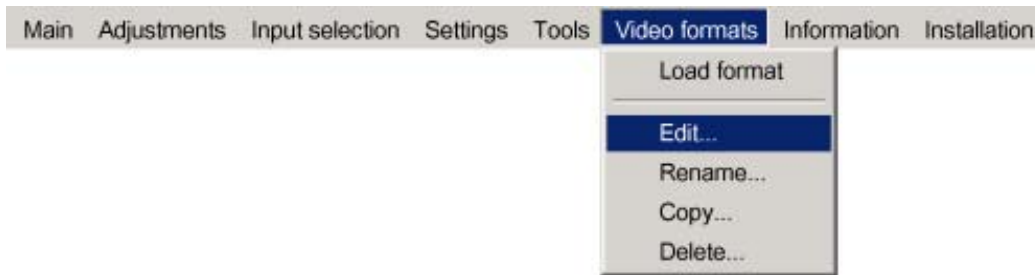 Main Adjustments Input selection Settings Tools Video formats Information Installation
Load format
Edit...
Rename...
Copy...
Delete...